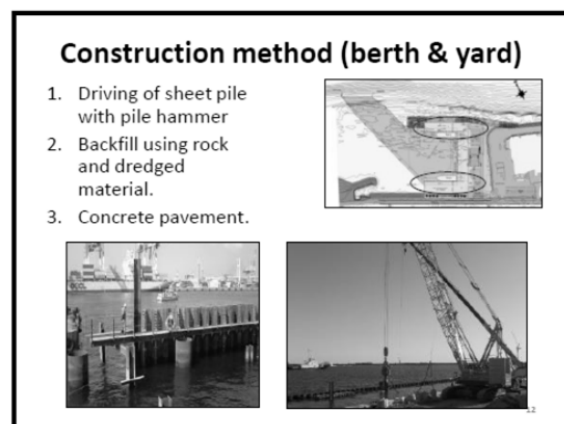 Construction method (berth & yard)
1. Driving of sheet pile
with pile hammer
2. Backfill using rock
and dredged
material.
3. Concrete pavement.
12